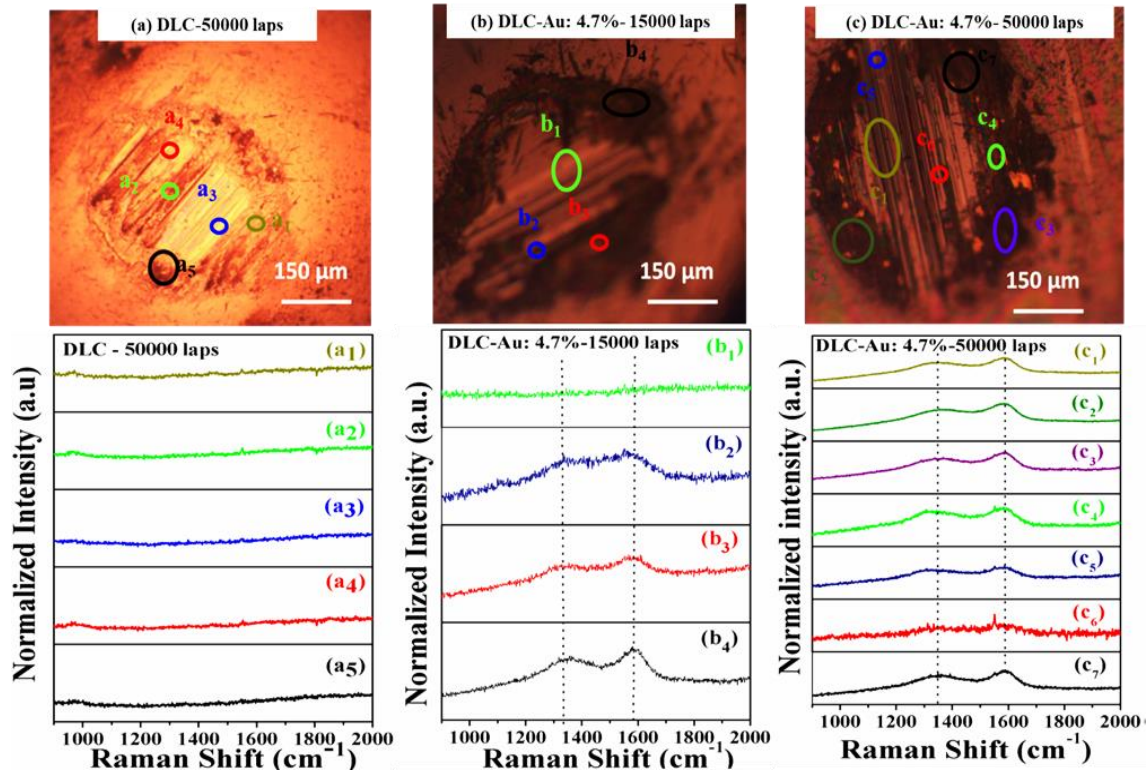 (a) DLC-50000 laps
a4
a2
a3
a1
a5
150 μm
(b) DLC-Au: 4.7%- 15000 laps
b4
b1
b2
b3
150 μm
(c) DLC-Au: 4.7%- 50000 laps
c7
c5
c4
c6
c1
c3
c2
150 μm
DLC - 50000 laps
(a1)
(a2)
(a3)
(a4)
(a5)
Normalized Intensity (a.u)
1000 1200 1400 1600 1800 2000
Raman Shift (cm-1)
DLC-Au: 4.7%-15000 laps
(b1)
(b2)
(b3)
(b4)
Normalized Intensity (a.u.)
1000 1200 1400 1600 1800 2000
Raman Shift (cm-1)
DLC-Au: 4.7%-50000 laps
(c1)
(c2)
(c3)
(c4)
(c5)
(c6)
(c7)
Normalized intensity (a.u.)
1000 1200 1400 1600 1800 2000
Raman Shift (cm-1)